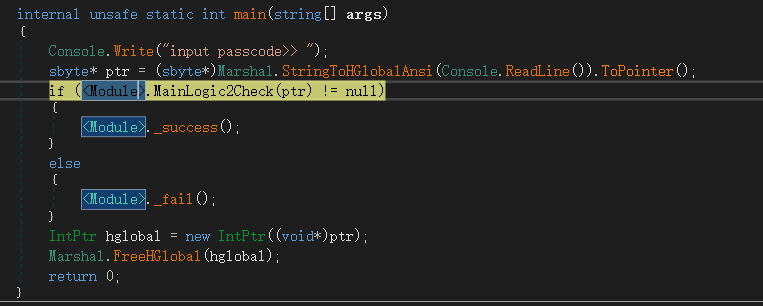 internal unsafe static int main(string[] args)
{
Console.Write("input passcode>> ");
sbyte* ptr = (sbyte*)Marshal.StringToHGlobalAnsi(Console.ReadLine()).ToPointer();
if (<Module>.MainLogic2Check(ptr) != null)
{
<Module>._success();
}
else
{
<Module>._fail();
}
IntPtr hglobal = new IntPtr((void*)ptr);
Marshal.FreeHGlobal(hglobal);
return 0;
}